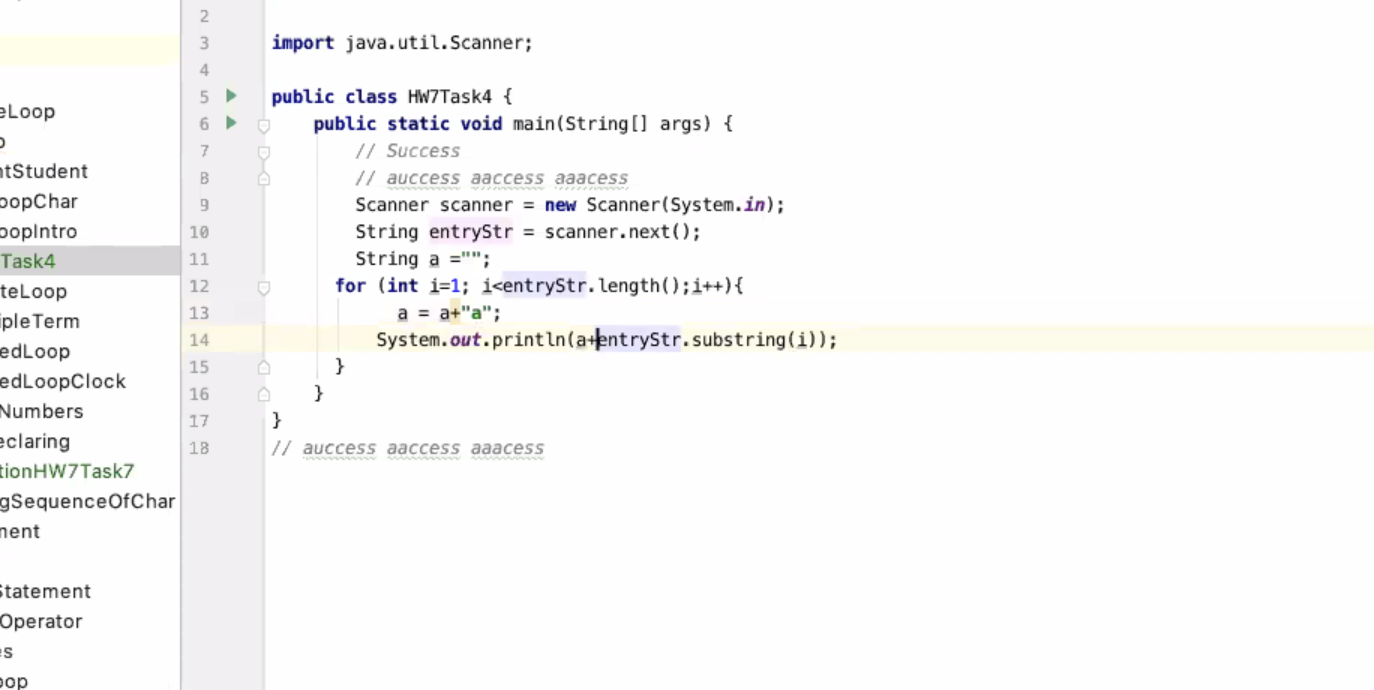 2
3 import java.util.Scanner;
4
5 public class HW7Task4 {
6 public static void main(String[] args) {
7 // Success
8 // auccess aaccess aaacess
9 Scanner scanner = new Scanner(System.in);
10 String entryStr = scanner.next();
11 String a ="";
12 for (int i=1; i<entryStr.length();i++){
13 a = a+"a";
14 System.out.println(a+entryStr.substring(i));
15 }
16 }
17 }
18 // auccess aaccess aaacess
eLoop
ntStudent
oopChar
oopIntro
Task4
teLoop
ipleTerm
edLoop
edLoopClock
Numbers
eclaring
tionHW7Task7
gSequenceOfChar
ment
Statement
Operator
es
oop